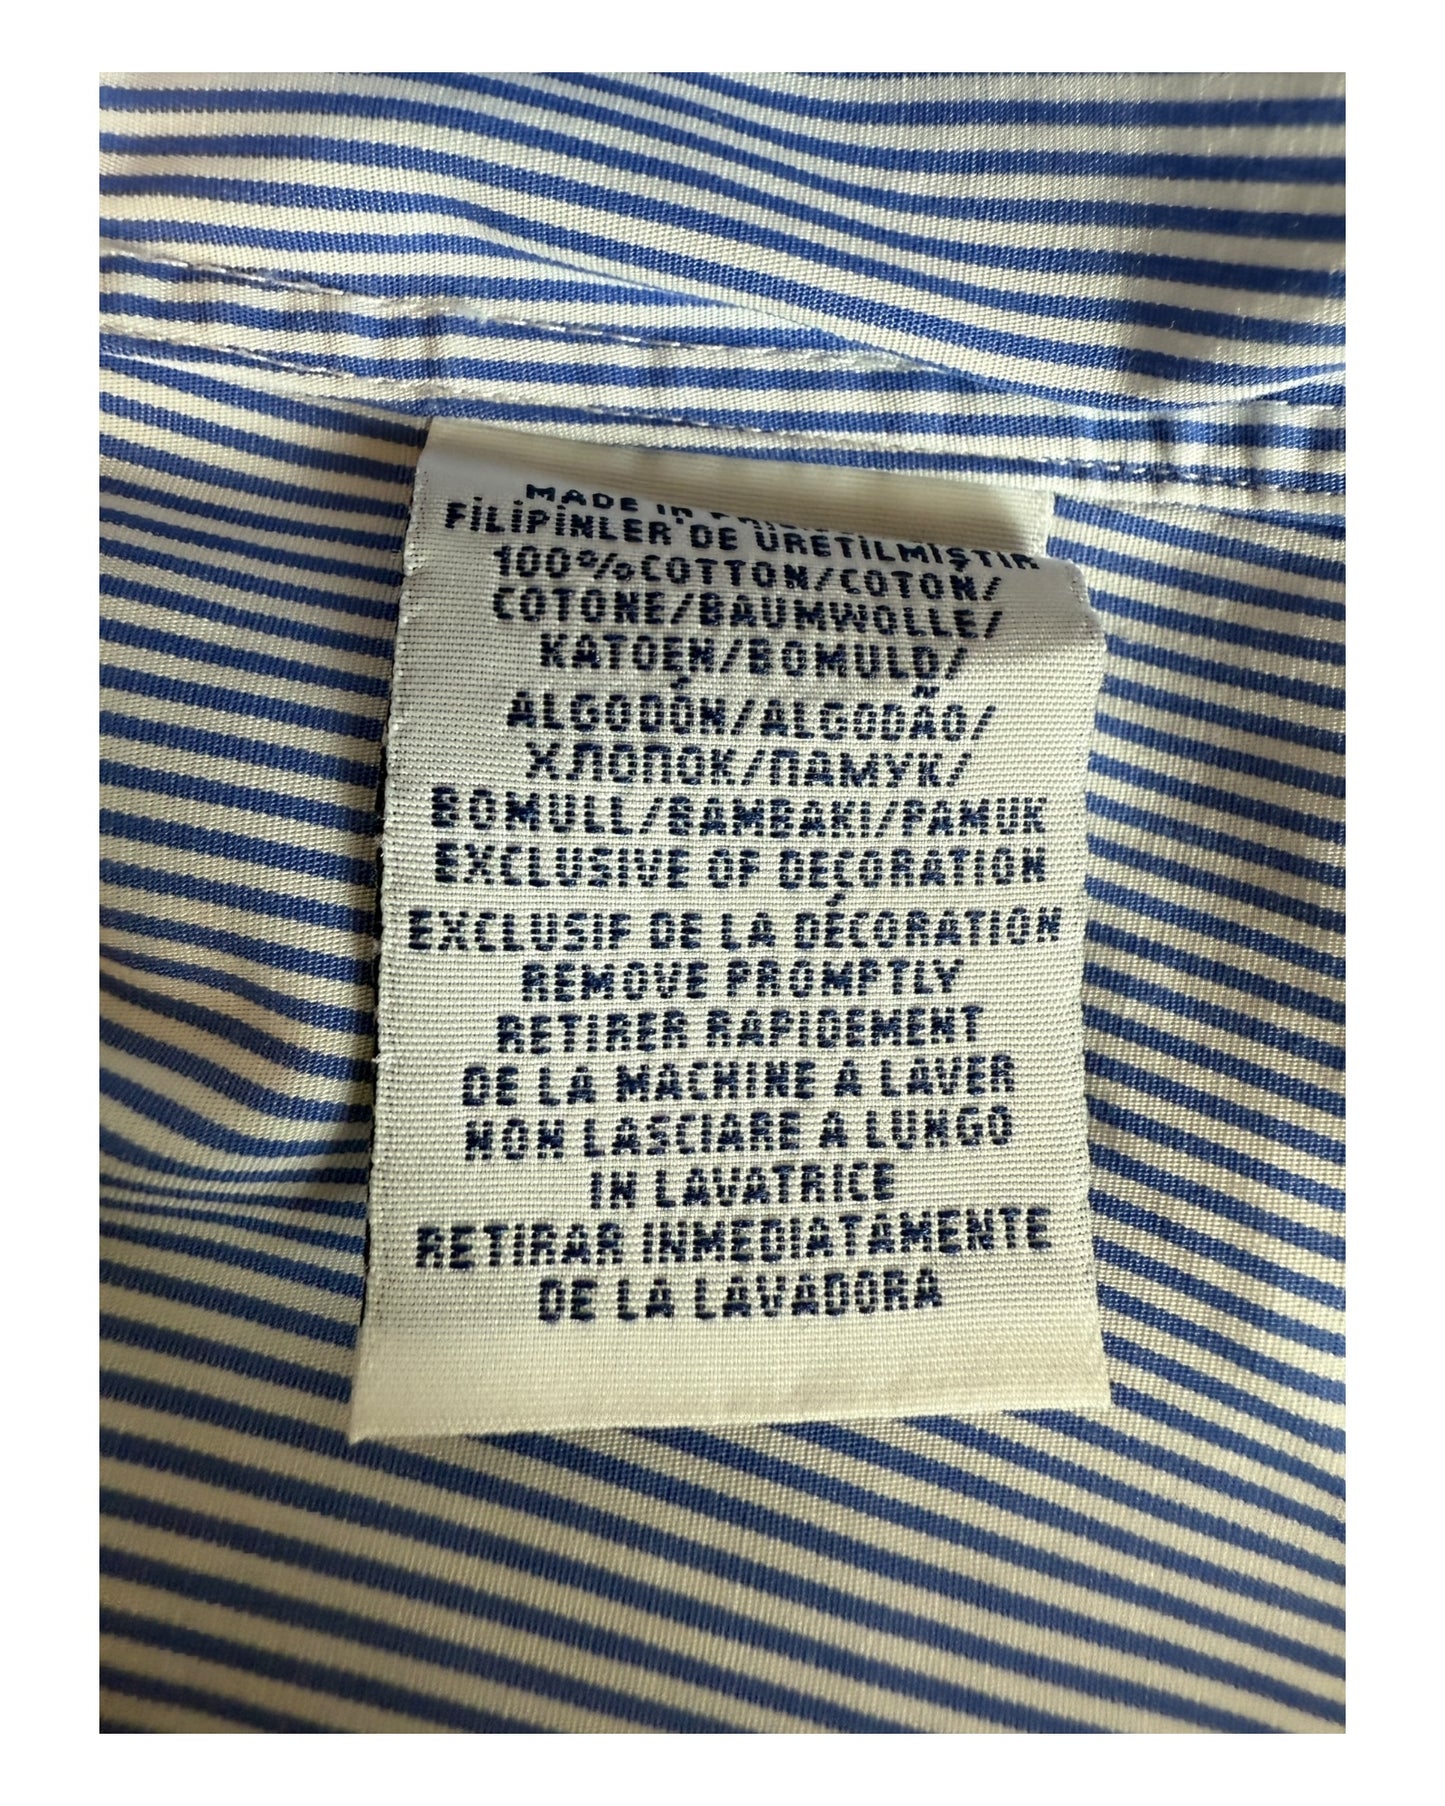 MADE IN
FİLİPİNLER'DE ÜRETİLMİŞTİR
100%COTTON/COTON/
COTONE/BAUMWOLLE/
KATOEN/BOMULD/
ALGODÓN/ALGODÃO/
ХЛОПОК/ПАМУК/
BOMULL/BAMBAKI/PAMUK
EXCLUSIVE OF DECORATION
EXCLUSIF DE LA DÉCORATION
REMOVE PROMPTLY
RETIRER RAPIDEMENT
DE LA MACHINE A LAVER
NON LASCIARE A LUNGO
IN LAVATRICE
RETIRAR INMEDIATAMENTE
DE LA LAVADORA